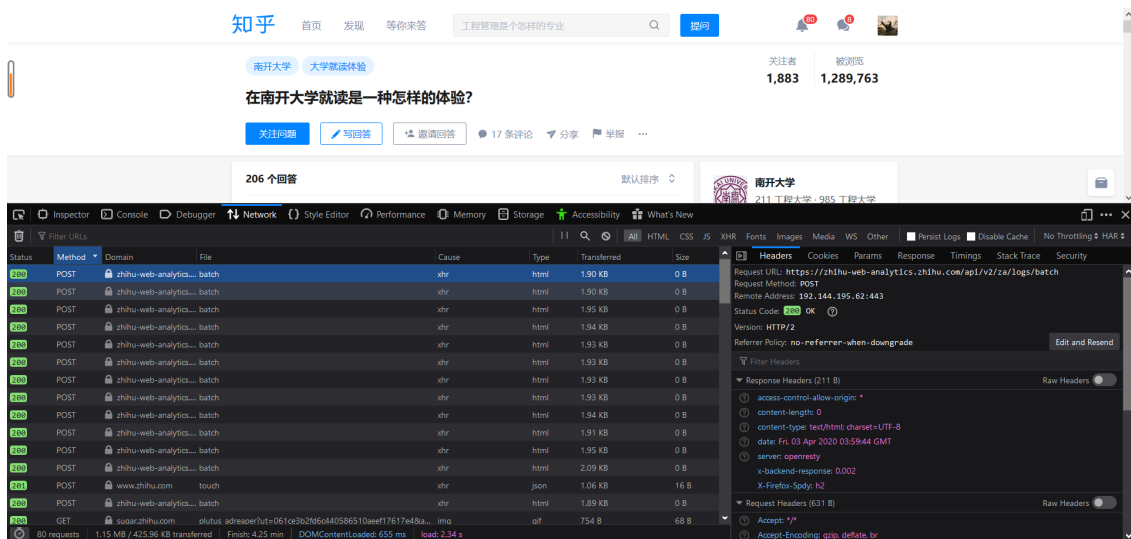 知乎 首页 发现 等你来答 工程管理是个怎样的专业 提问 80 8
南开大学 大学就读体验
关注者 被浏览
1,883 1,289,763
在南开大学就读是一种怎样的体验?
关注问题 写回答 邀请回答 17 条评论 分享 举报 ...
206 个回答 默认排序
南开大学
211 工程大学 · 985 工程大学
Inspector Console Debugger Network {} Style Editor Performance Memory Storage Accessibility What's New
Filter URLs All HTML CSS JS XHR Fonts Images Media WS Other Persist Logs Disable Cache No Throttling HAR
Status Method Domain File Cause Type Transferred Size
200 POST zhihu-web-analytics.... batch xhr html 1.90 KB 0 B
200 POST zhihu-web-analytics.... batch xhr html 1.90 KB 0 B
200 POST zhihu-web-analytics.... batch xhr html 1.95 KB 0 B
200 POST zhihu-web-analytics.... batch xhr html 1.94 KB 0 B
200 POST zhihu-web-analytics.... batch xhr html 1.93 KB 0 B
200 POST zhihu-web-analytics.... batch xhr html 1.93 KB 0 B
200 POST zhihu-web-analytics.... batch xhr html 1.93 KB 0 B
200 POST zhihu-web-analytics.... batch xhr html 1.93 KB 0 B
200 POST zhihu-web-analytics.... batch xhr html 1.94 KB 0 B
200 POST zhihu-web-analytics.... batch xhr html 1.91 KB 0 B
200 POST zhihu-web-analytics.... batch xhr html 1.95 KB 0 B
200 POST zhihu-web-analytics.... batch xhr html 2.09 KB 0 B
201 POST www.zhihu.com touch xhr json 1.06 KB 16 B
200 POST zhihu-web-analytics.... batch xhr html 1.89 KB 0 B
200 GET sugar.zhihu.com plutus_adreaper?ut=061ce3b2fd6c440586510aeef17617e4&a... img gif 754 B 68 B
80 requests 1.15 MB / 425.96 KB transferred Finish: 4.25 min DOMContentLoaded: 655 ms load: 2.34 s
Headers Cookies Params Response Timings Stack Trace Security
Request URL: https://zhihu-web-analytics.zhihu.com/api/v2/za/logs/batch
Request Method: POST
Remote Address: 192.144.195.62:443
Status Code: 200 OK
Version: HTTP/2
Referrer Policy: no-referrer-when-downgrade Edit and Resend
Filter Headers
Response Headers (211 B) Raw Headers
access-control-allow-origin: *
content-length: 0
content-type: text/html; charset=UTF-8
date: Fri, 03 Apr 2020 03:59:44 GMT
server: openresty
x-backend-response: 0.002
X-Firefox-Spdy: h2
Request Headers (631 B) Raw Headers
Accept: */*
Accept-Encoding: gzip, deflate, br